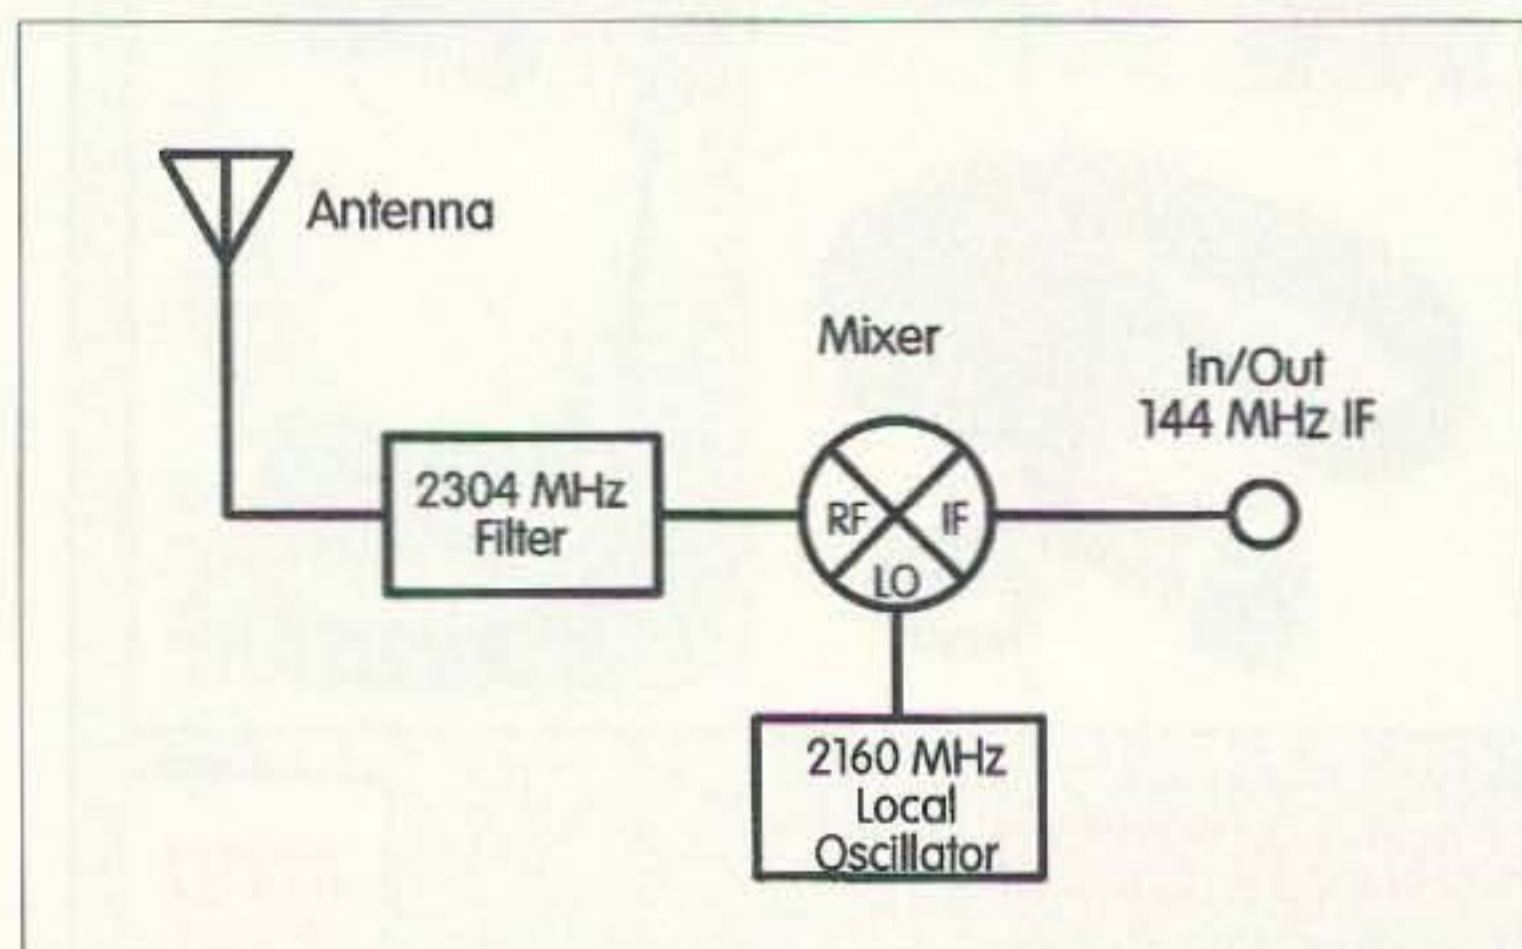 Antenna
Mixer
In/Out
144 MHz IF
2304 MHz
Filter
RF
IF
LO
2160 MHz
Local
Oscillator